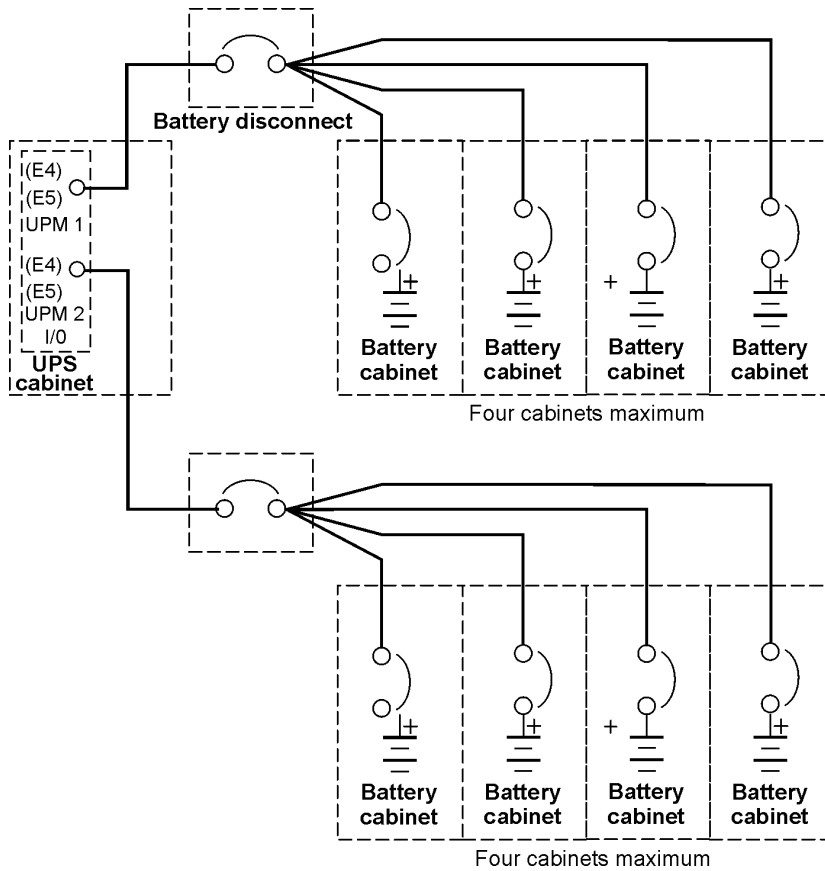 Battery disconnect
(E4)
(E5)
UPM 1
(E4)
(E5)
UPM 2
I/0
UPS
cabinet
+
+
+
+
Battery
cabinet
Battery
cabinet
Battery
cabinet
Battery
cabinet
Four cabinets maximum
+
+
+
+
Battery
cabinet
Battery
cabinet
Battery
cabinet
Battery
cabinet
Four cabinets maximum